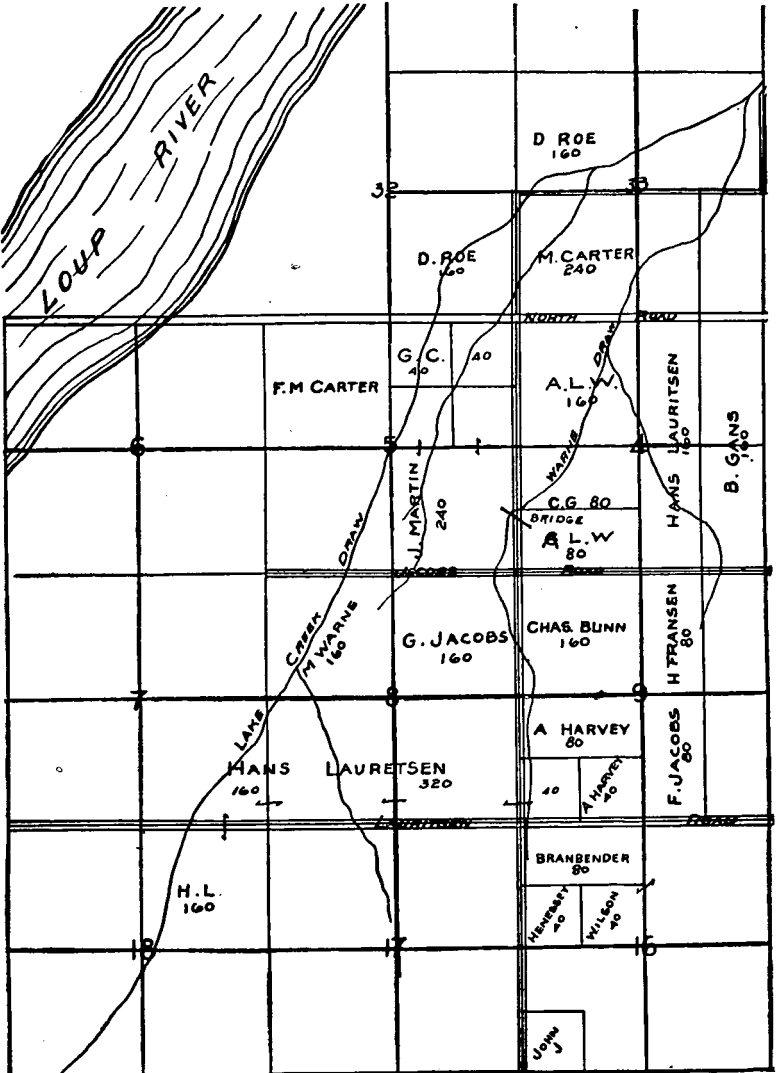 LOUP RIVER
D ROE
160
32
33
D. ROE
160
M. CARTER
240
NORTH ROAD
F. M CARTER
G. C.
40
40
A. L. W.
160
WARNE DRAW
HANS LAURITSEN
160
B. GANS
160
6
5
4
J. MARTIN
240
C.G 80
BRIDGE
L. W
80
JACOBS ROAD
LAKE CREEK DRAW
M WARNE
160
G. JACOBS
160
CHAS. BUNN
160
H FRANSEN
80
7
8
9
A HARVEY
80
F. JACOBS
80
HANS LAURETSEN
160
320
40
A HARVEY
40
LAURITSEN
BRANBENDER
80
H. L.
160
HENESSEY
40
WILSON
40
18
17
JOHN
J